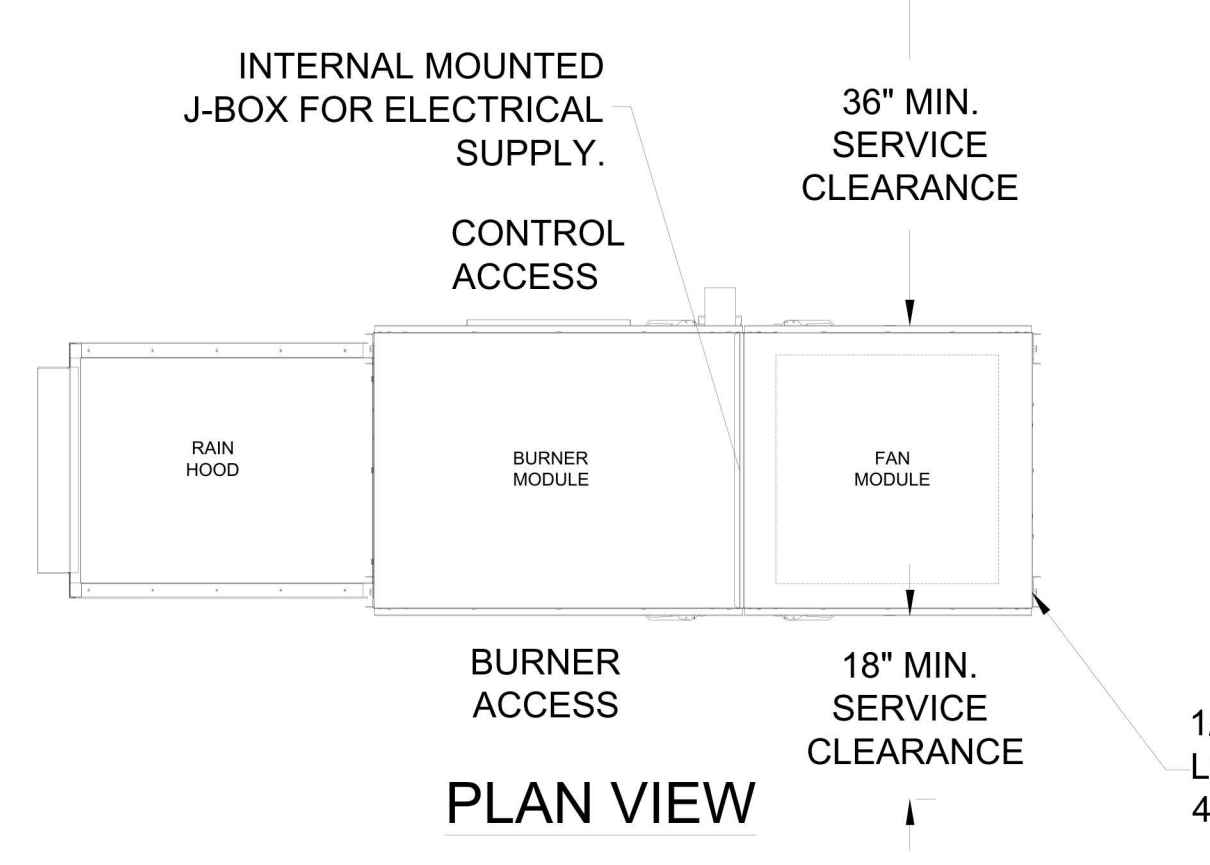 INTERNAL MOUNTED
J-BOX FOR ELECTRICAL
SUPPLY.
36" MIN.
SERVICE
CLEARANCE
CONTROL
ACCESS
RAIN
HOOD
BURNER
MODULE
FAN
MODULE
BURNER
ACCESS
18" MIN.
SERVICE
CLEARANCE
PLAN VIEW